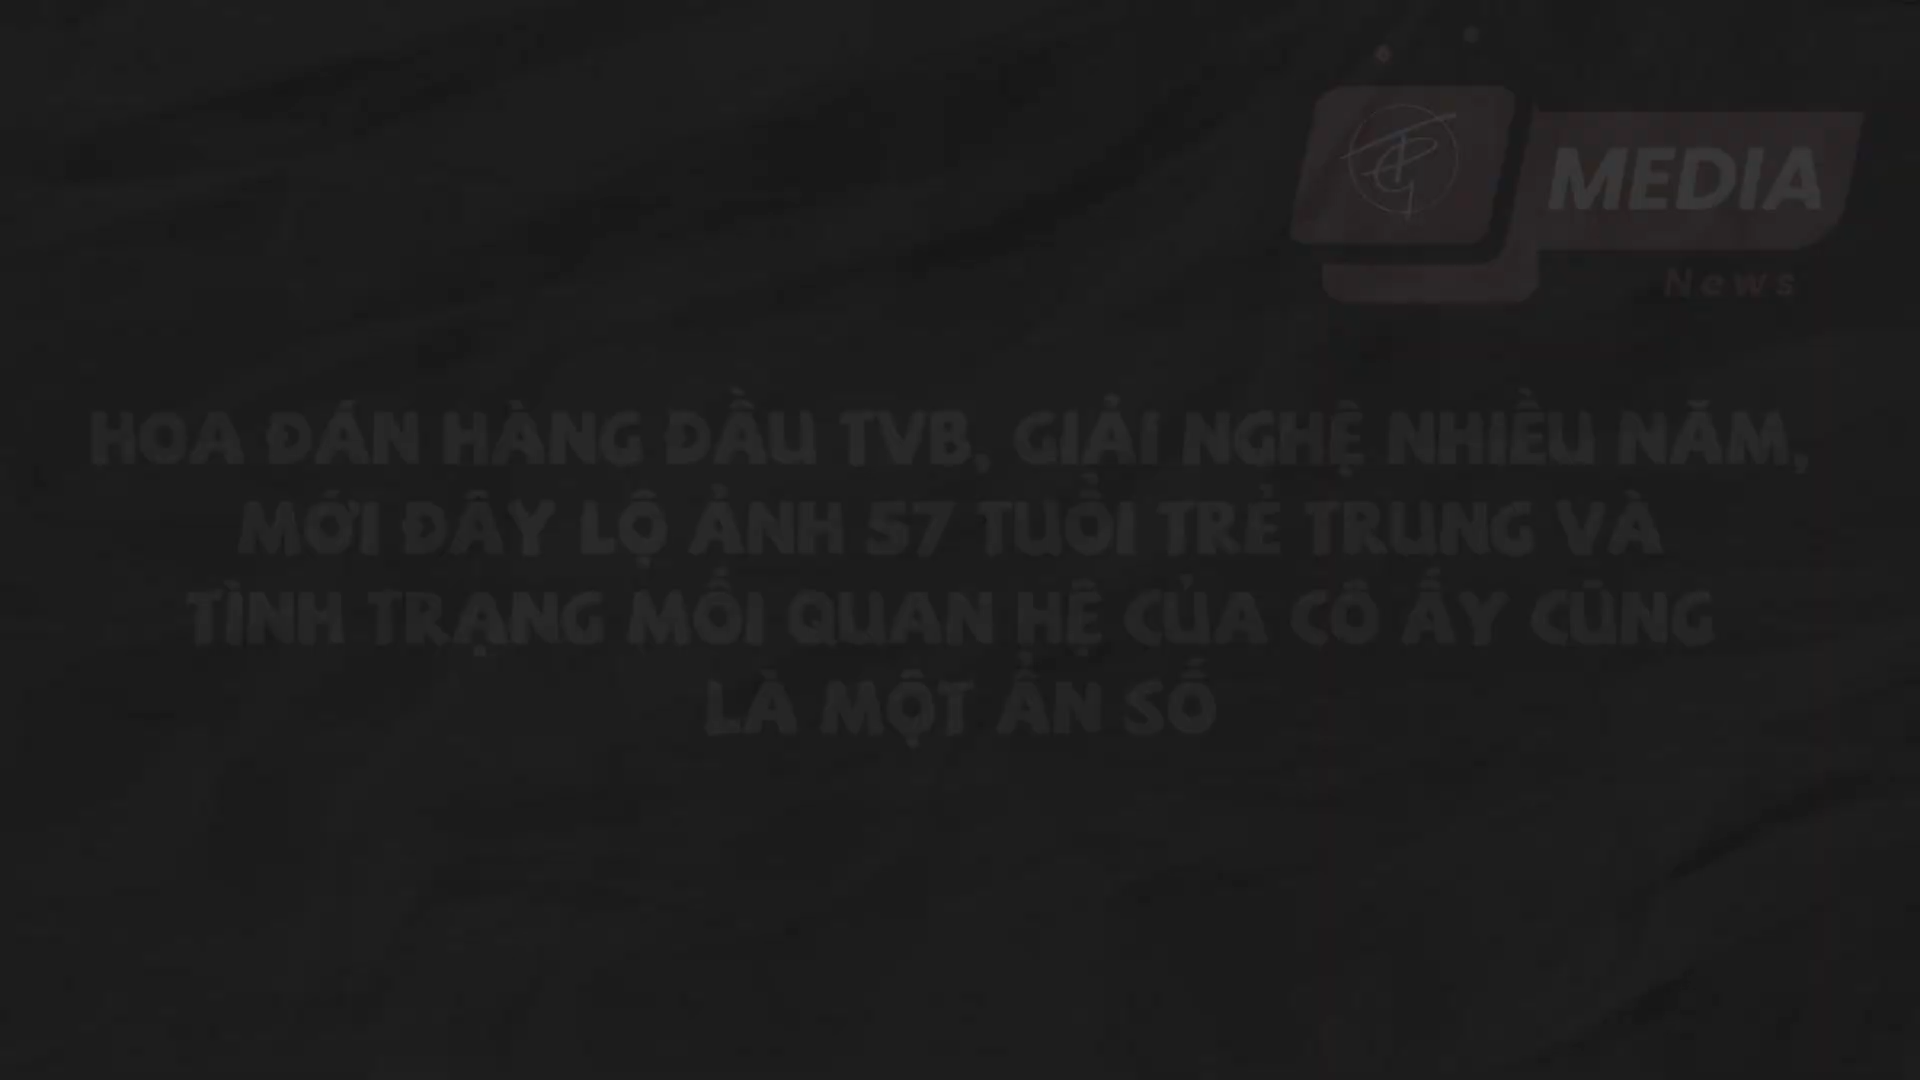 MEDIA
News
HOA ĐÁN HÀNG ĐẦU TVB, GIẢI NGHỆ NHIỀU NĂM,
MỚI ĐÂY LỘ ẢNH 57 TUỔI TRẺ TRUNG VÀ
TÌNH TRẠNG MỐI QUAN HỆ CỦA CÔ ẤY CŨNG
LÀ MỘT ẨN SỐ